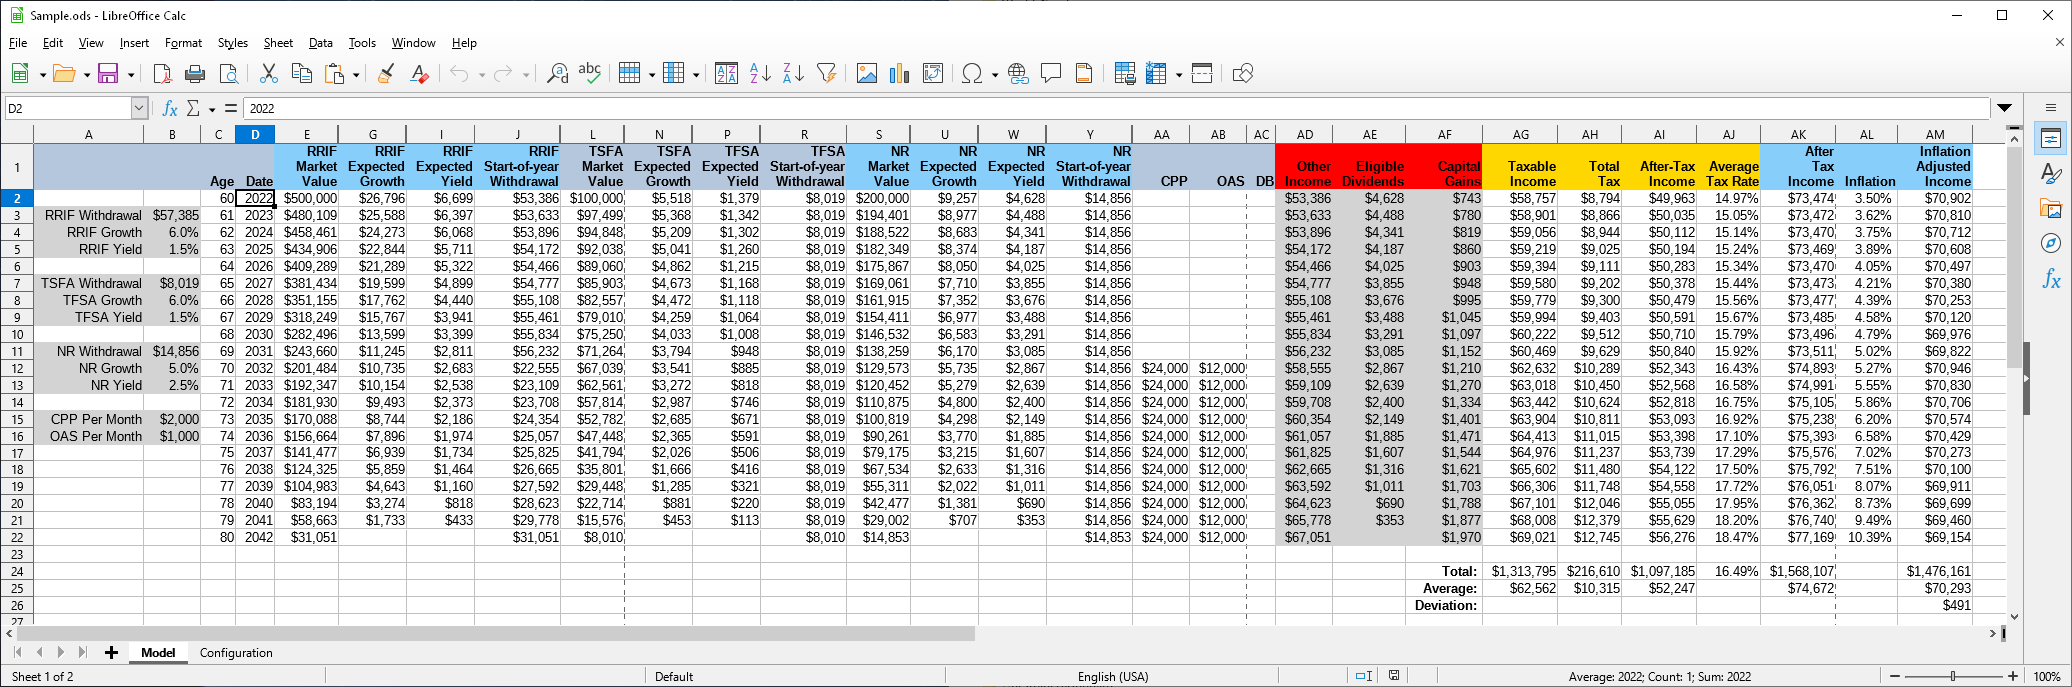 Sample.ods - LibreOffice Calc
File Edit View Insert Format Styles Sheet Data Tools Window Help
D2 2022
A B C D E G I J L N P R S U W Y AA AB AC AD AE AF AG AH AI AJ AK AL AM
RRIF RRIF RRIF RRIF TSFA TSFA TFSA TFSA NR NR NR NR After Inflation
Market Expected Expected Start-of-year Market Expected Expected Start-of-year Market Expected Expected Start-of-year Other Eligible Capital Taxable Total After-Tax Average Tax Adjusted
1 Age Date Value Growth Yield Withdrawal Value Growth Yield Withdrawal Value Growth Yield Withdrawal CPP OAS DB Income Dividends Gains Income Tax Income Tax Rate Income Inflation Income
2 60 2022 $500,000 $26,796 $6,699 $53,386 $100,000 $5,518 $1,379 $8,019 $200,000 $9,257 $4,628 $14,856 $53,386 $4,628 $743 $58,757 $8,794 $49,963 14.97% $73,474 3.50% $70,902
3 RRIF Withdrawal $57,385 61 2023 $480,109 $25,588 $6,397 $53,633 $97,499 $5,368 $1,342 $8,019 $194,401 $8,977 $4,488 $14,856 $53,633 $4,488 $780 $58,901 $8,866 $50,035 15.05% $73,472 3.62% $70,810
4 RRIF Growth 6.0% 62 2024 $458,461 $24,273 $6,068 $53,896 $94,848 $5,209 $1,302 $8,019 $188,522 $8,683 $4,341 $14,856 $53,896 $4,341 $819 $59,056 $8,944 $50,112 15.14% $73,470 3.75% $70,712
5 RRIF Yield 1.5% 63 2025 $434,906 $22,844 $5,711 $54,172 $92,038 $5,041 $1,260 $8,019 $182,349 $8,374 $4,187 $14,856 $54,172 $4,187 $860 $59,219 $9,025 $50,194 15.24% $73,469 3.89% $70,608
6 64 2026 $409,289 $21,289 $5,322 $54,466 $89,060 $4,862 $1,215 $8,019 $175,867 $8,050 $4,025 $14,856 $54,466 $4,025 $903 $59,394 $9,111 $50,283 15.34% $73,470 4.05% $70,497
7 TSFA Withdrawal $8,019 65 2027 $381,434 $19,599 $4,899 $54,777 $85,903 $4,673 $1,168 $8,019 $169,061 $7,710 $3,855 $14,856 $54,777 $3,855 $948 $59,580 $9,202 $50,378 15.44% $73,473 4.21% $70,380
8 TFSA Growth 6.0% 66 2028 $351,155 $17,762 $4,440 $55,108 $82,557 $4,472 $1,118 $8,019 $161,915 $7,352 $3,676 $14,856 $55,108 $3,676 $995 $59,779 $9,300 $50,479 15.56% $73,477 4.39% $70,253
9 TFSA Yield 1.5% 67 2029 $318,249 $15,767 $3,941 $55,461 $79,010 $4,259 $1,064 $8,019 $154,411 $6,977 $3,488 $14,856 $55,461 $3,488 $1,045 $59,994 $9,403 $50,591 15.67% $73,485 4.58% $70,120
10 68 2030 $282,496 $13,599 $3,399 $55,834 $75,250 $4,033 $1,008 $8,019 $146,532 $6,583 $3,291 $14,856 $55,834 $3,291 $1,097 $60,222 $9,512 $50,710 15.79% $73,496 4.79% $69,976
11 NR Withdrawal $14,856 69 2031 $243,660 $11,245 $2,811 $56,232 $71,264 $3,794 $948 $8,019 $138,259 $6,170 $3,085 $14,856 $56,232 $3,085 $1,152 $60,469 $9,629 $50,840 15.92% $73,511 5.02% $69,822
12 NR Growth 5.0% 70 2032 $201,484 $10,735 $2,683 $22,555 $67,039 $3,541 $885 $8,019 $129,573 $5,735 $2,867 $14,856 $24,000 $12,000 $58,555 $2,867 $1,210 $62,632 $10,289 $52,343 16.43% $74,893 5.27% $70,946
13 NR Yield 2.5% 71 2033 $192,347 $10,154 $2,538 $23,109 $62,561 $3,272 $818 $8,019 $120,452 $5,279 $2,639 $14,856 $24,000 $12,000 $59,109 $2,639 $1,270 $63,018 $10,450 $52,568 16.58% $74,991 5.55% $70,830
14 72 2034 $181,930 $9,493 $2,373 $23,708 $57,814 $2,987 $746 $8,019 $110,875 $4,800 $2,400 $14,856 $24,000 $12,000 $59,708 $2,400 $1,334 $63,442 $10,624 $52,818 16.75% $75,105 5.86% $70,706
15 CPP Per Month $2,000 73 2035 $170,088 $8,744 $2,186 $24,354 $52,782 $2,685 $671 $8,019 $100,819 $4,298 $2,149 $14,856 $24,000 $12,000 $60,354 $2,149 $1,401 $63,904 $10,811 $53,093 16.92% $75,238 6.20% $70,574
16 OAS Per Month $1,000 74 2036 $156,664 $7,896 $1,974 $25,057 $47,448 $2,365 $591 $8,019 $90,261 $3,770 $1,885 $14,856 $24,000 $12,000 $61,057 $1,885 $1,471 $64,413 $11,015 $53,398 17.10% $75,393 6.58% $70,429
17 75 2037 $141,477 $6,939 $1,734 $25,825 $41,794 $2,026 $506 $8,019 $79,175 $3,215 $1,607 $14,856 $24,000 $12,000 $61,825 $1,607 $1,544 $64,976 $11,237 $53,739 17.29% $75,576 7.02% $70,273
18 76 2038 $124,325 $5,859 $1,464 $26,665 $35,801 $1,666 $416 $8,019 $67,534 $2,633 $1,316 $14,856 $24,000 $12,000 $62,665 $1,316 $1,621 $65,602 $11,480 $54,122 17.50% $75,792 7.51% $70,100
19 77 2039 $104,983 $4,643 $1,160 $27,592 $29,448 $1,285 $321 $8,019 $55,311 $2,022 $1,011 $14,856 $24,000 $12,000 $63,592 $1,011 $1,703 $66,306 $11,748 $54,558 17.72% $76,051 8.07% $69,911
20 78 2040 $83,194 $3,274 $818 $28,623 $22,714 $881 $220 $8,019 $42,477 $1,381 $690 $14,856 $24,000 $12,000 $64,623 $690 $1,788 $67,101 $12,046 $55,055 17.95% $76,362 8.73% $69,699
21 79 2041 $58,663 $1,733 $433 $29,778 $15,576 $453 $113 $8,019 $29,002 $707 $353 $14,856 $24,000 $12,000 $65,778 $353 $1,877 $68,008 $12,379 $55,629 18.20% $76,740 9.49% $69,460
22 80 2042 $31,051 $31,051 $8,010 $8,010 $14,853 $14,853 $24,000 $12,000 $67,051 $1,970 $69,021 $12,745 $56,276 18.47% $77,169 10.39% $69,154
23
24 Total: $1,313,795 $216,610 $1,097,185 16.49% $1,568,107 $1,476,161
25 Average: $62,562 $10,315 $52,247 $74,672 $70,293
26 Deviation: $491
27
Model Configuration
Sheet 1 of 2 Default English (USA) Average: 2022; Count: 1; Sum: 2022 100%